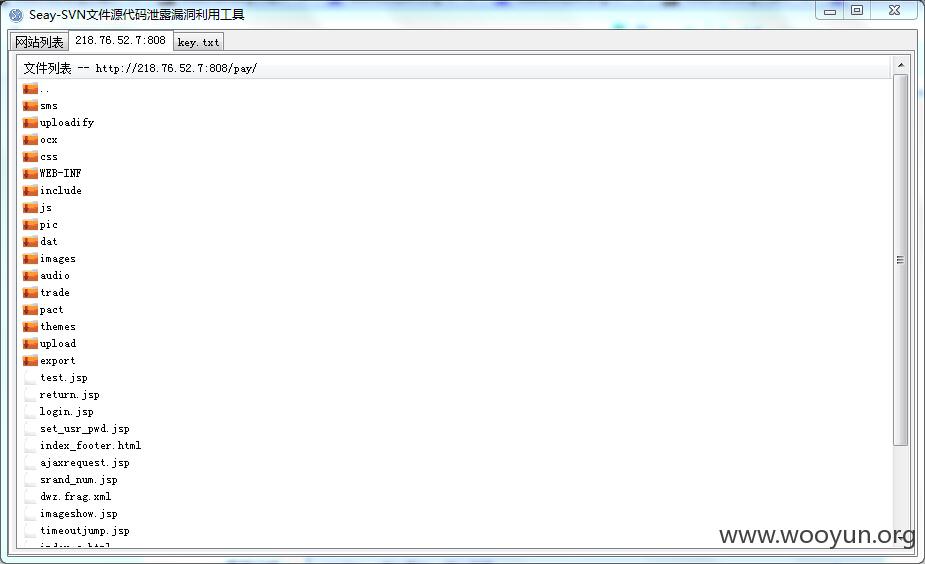 Seay-SVN文件源代码泄露漏洞利用工具
网站列表 218.76.52.7:808 key.txt
文件列表 -- http://218.76.52.7:808/pay/
..
sms
uploadify
ocx
css
WEB-INF
include
js
pic
dat
images
audio
trade
pact
themes
upload
export
test.jsp
return.jsp
login.jsp
set_usr_pwd.jsp
index_footer.html
ajaxrequest.jsp
srand_num.jsp
dwz.frag.xml
imageshow.jsp
timeoutjump.jsp
www.wooyun.org